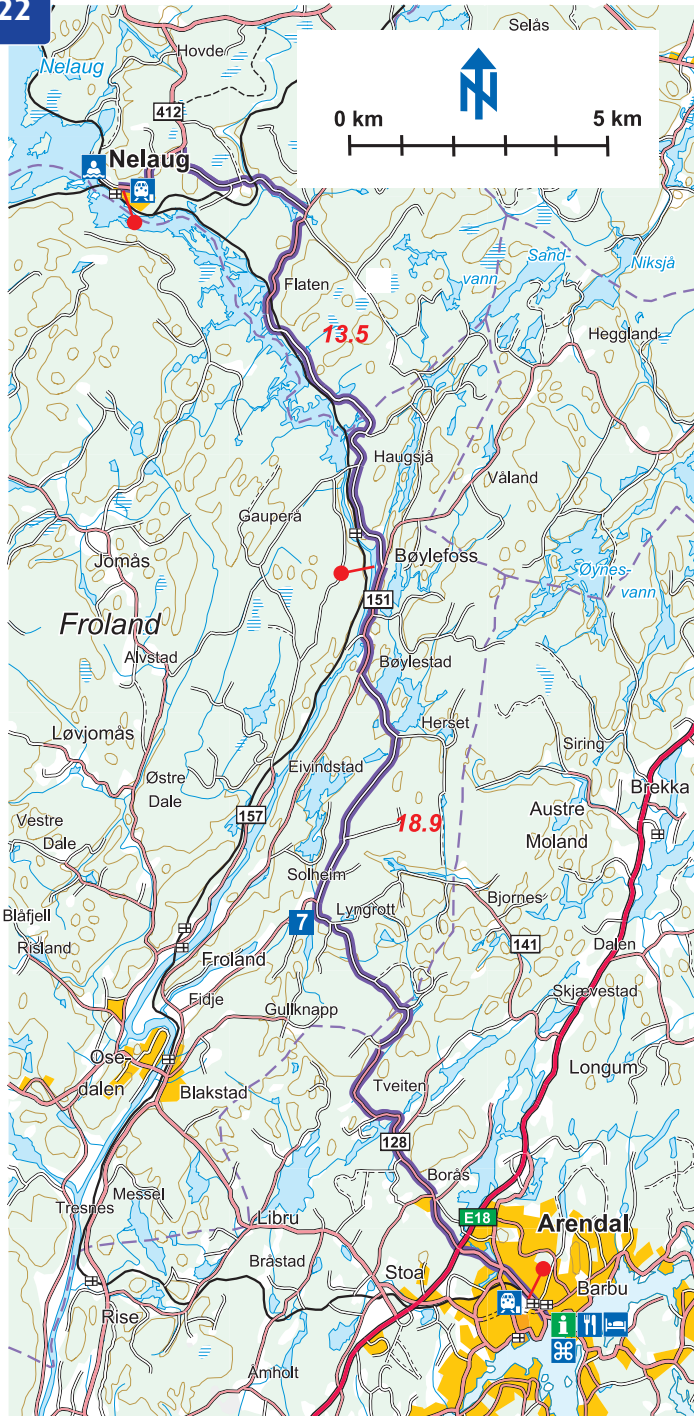 22
Selås
Hovde
Nelaug
0 km
5 km
412
Nelaug
Sand-
vann
Niksjå
Flaten
13.5
Heggland
Haugsjå
Våland
Gauperå
Bøylefoss
Jomås
Øynes-
vann
151
Froland
Alvstad
Bøylestad
Løvjomås
Herset
Siring
Eivindstad
Østre
Dale
Brekka
157
Austre
Moland
18.9
Vestre
Dale
Solheim
Bjornes
Blåfjell
Lyngrott
7
141
Dalen
Risland
Froland
Skjævestad
Fidje
Gullknapp
Ose-
dalen
Longum
Blakstad
Tveiten
128
Borås
Messel
Tresnes
Libru
E18
Arendal
Bråstad
Stoa
Barbu
Rise
i
Åmholt